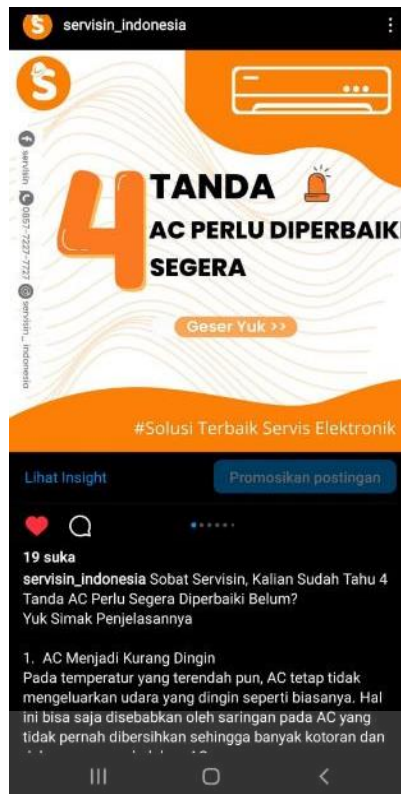 servisin_indonesia
S
servisin 0857-7227-7727 @servisin_indonesia
4
TANDA
AC PERLU DIPERBAIKI
SEGERA
Geser Yuk >>
#Solusi Terbaik Servis Elektronik
Lihat Insight
Promosikan postingan
19 suka
servisin_indonesia Sobat Servisin, Kalian Sudah Tahu 4
Tanda AC Perlu Segera Diperbaiki Belum?
Yuk Simak Penjelasannya
1. AC Menjadi Kurang Dingin
Pada temperatur yang terendah pun, AC tetap tidak
mengeluarkan udara yang dingin seperti biasanya. Hal
ini bisa saja disebabkan oleh saringan pada AC yang
tidak pernah dibersihkan sehingga banyak kotoran dan